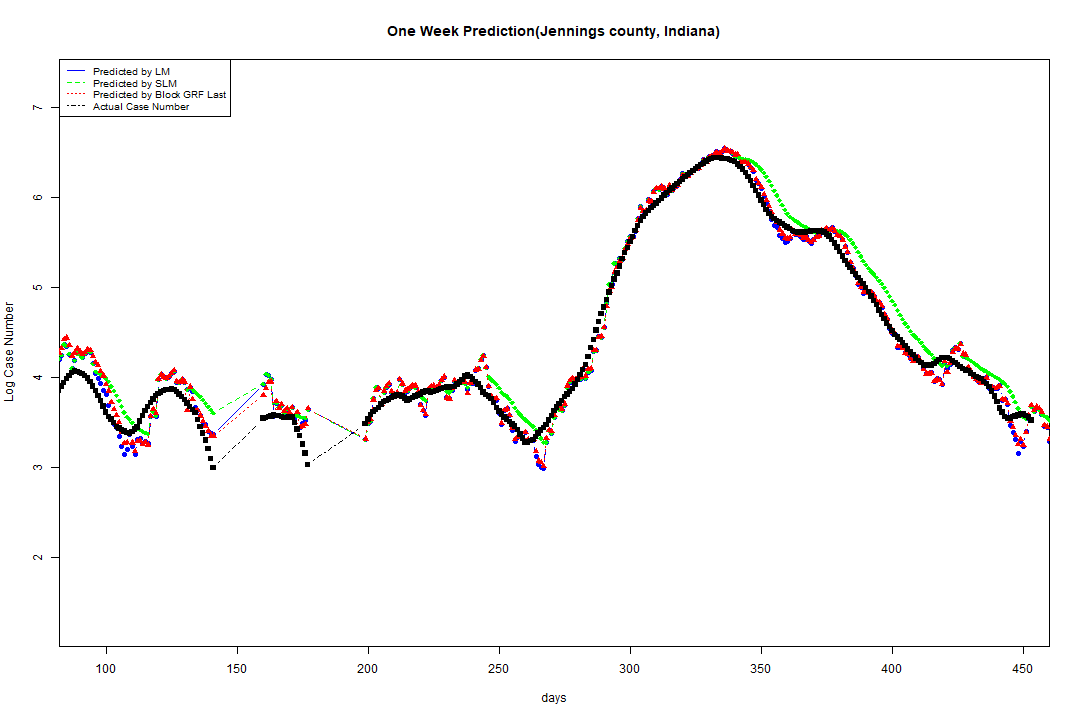 One Week Prediction(Jennings county, Indiana)
Predicted by LM
Predicted by SLM
Predicted by Block GRF Last
Actual Case Number
7
6
5
4
3
2
Log Case Number
100 150 200 250 300 350 400 450
days